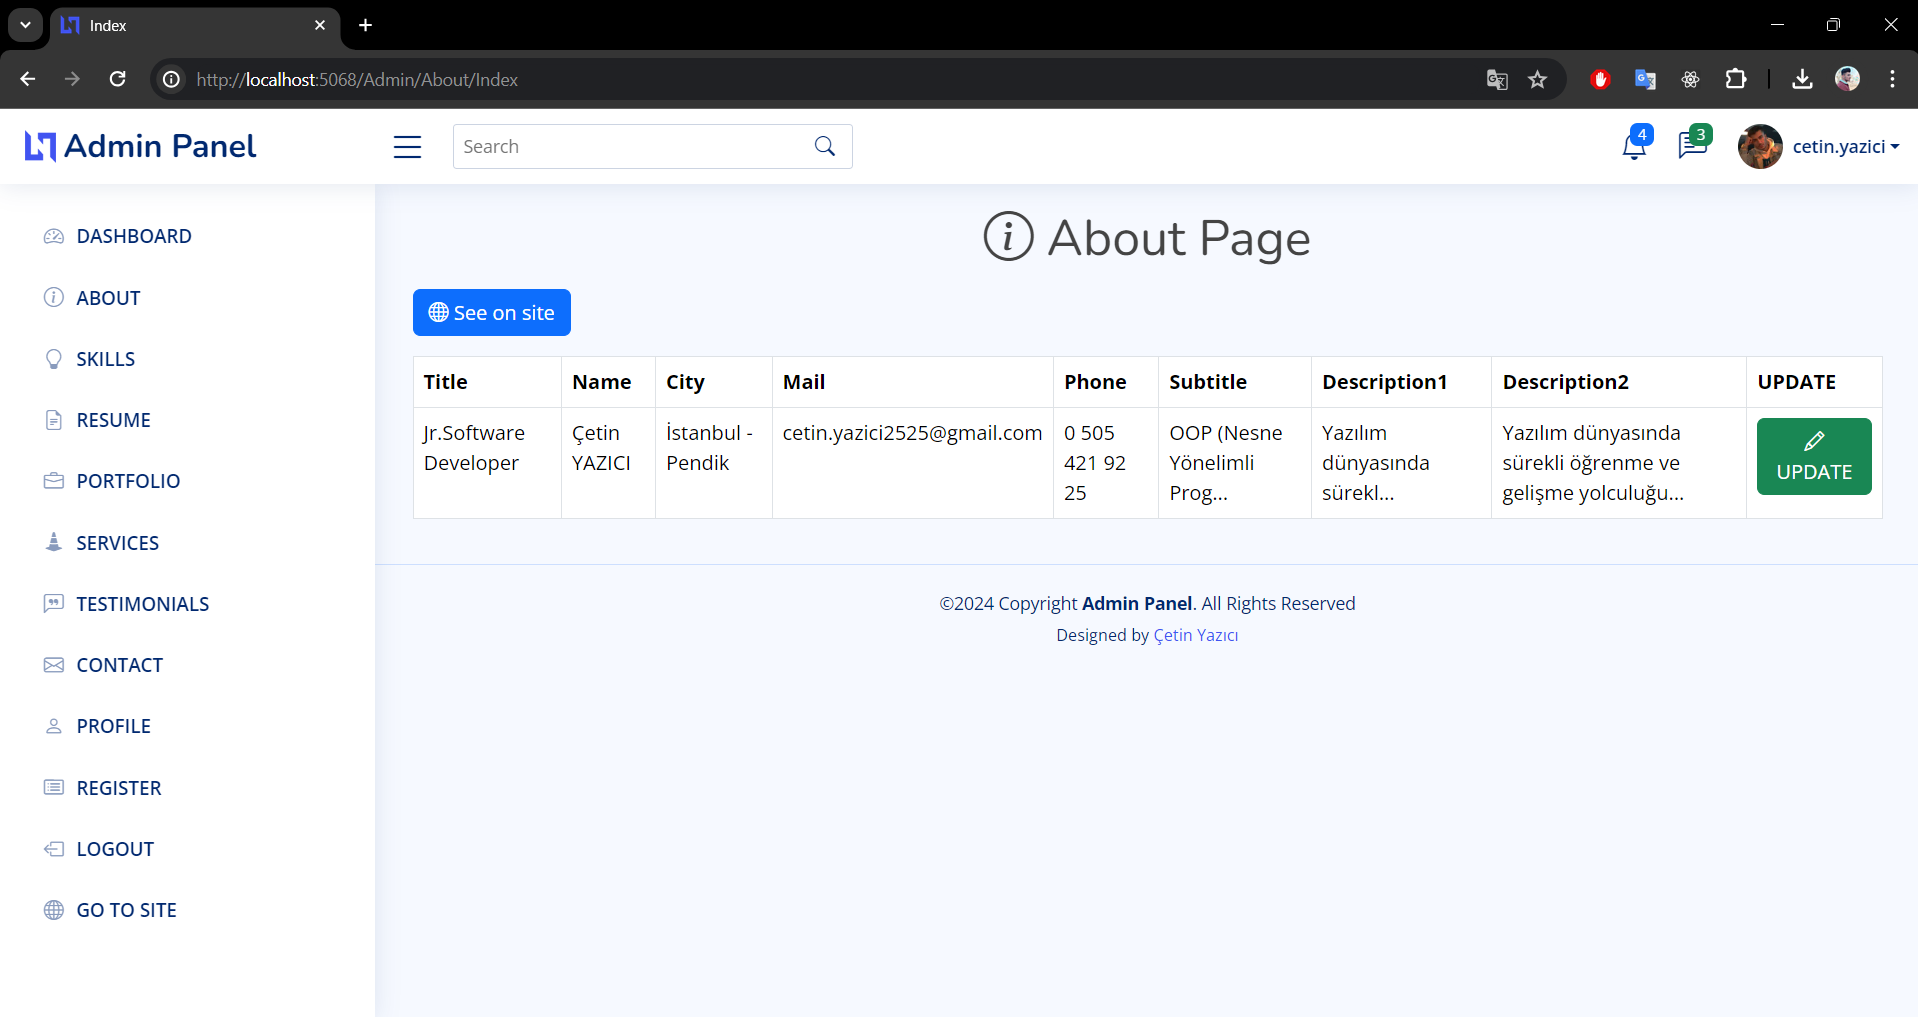 Index
http://localhost:5068/Admin/About/Index
Admin Panel
Search
4
3
cetin.yazici
DASHBOARD
ABOUT
SKILLS
RESUME
PORTFOLIO
SERVICES
TESTIMONIALS
CONTACT
PROFILE
REGISTER
LOGOUT
GO TO SITE
About Page
See on site
Title Name City Mail Phone Subtitle Description1 Description2 UPDATE
Jr.Software Çetin İstanbul - cetin.yazici2525@gmail.com 0 505 OOP (Nesne Yazılım Yazılım dünyasında
Developer YAZICI Pendik 421 92 Yönelimli dünyasında sürekli öğrenme ve UPDATE
25 Prog... sürekl... gelişme yolculuğu...
©2024 Copyright Admin Panel. All Rights Reserved
Designed by Çetin Yazıcı